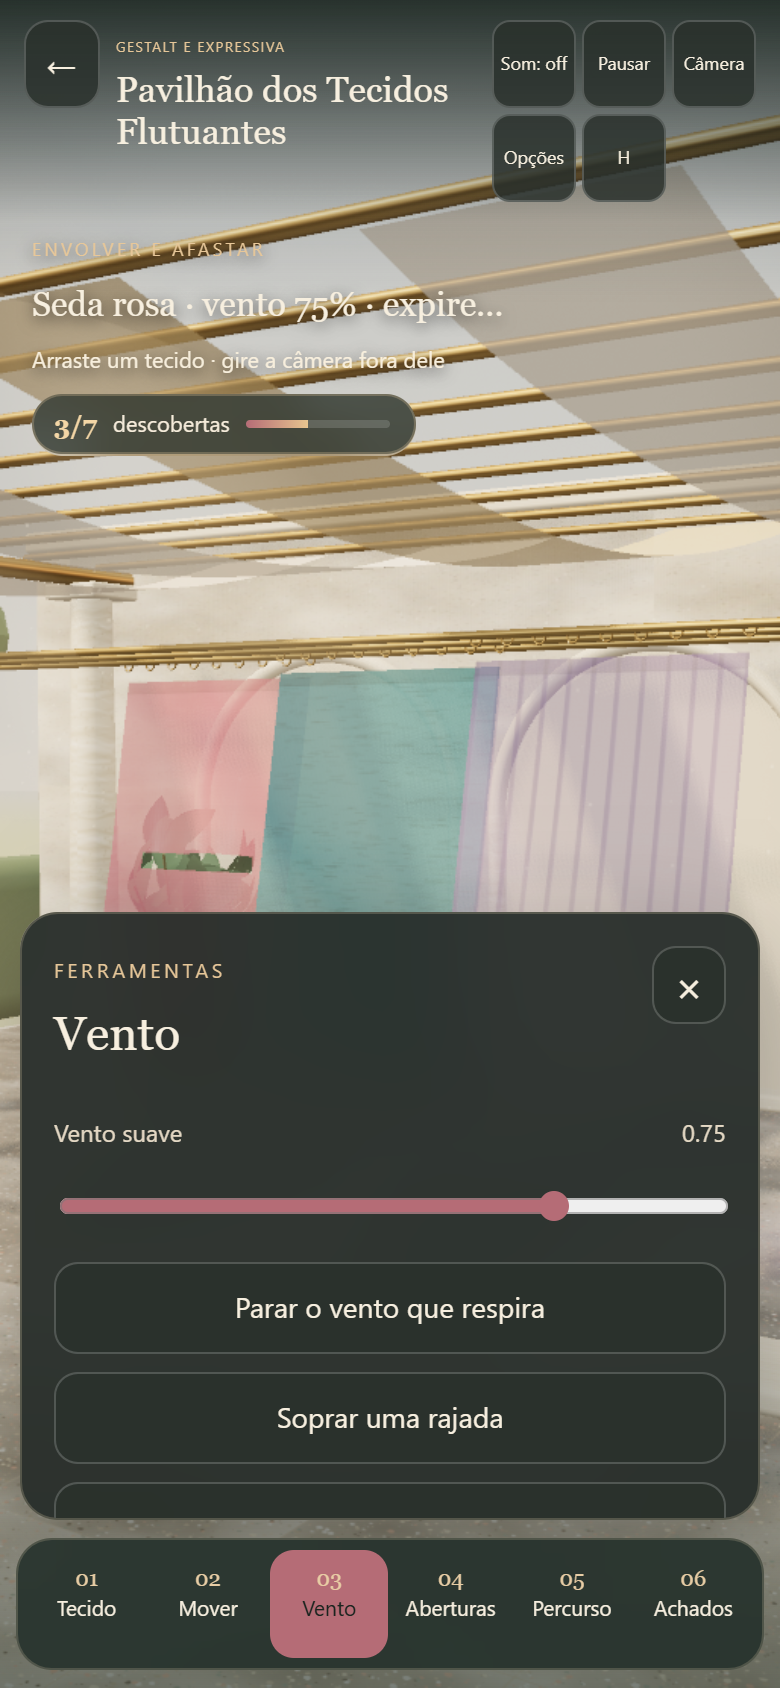 ←
GESTALT E EXPRESSIVA
Pavilhão dos Tecidos
Flutuantes
Som: off
Pausar
Câmera
Opções
H
ENVOLVER E AFASTAR
Seda rosa · vento 75% · expire…
Arraste um tecido · gire a câmera fora dele
3/7 descobertas
FERRAMENTAS
×
Vento
Vento suave 0.75
Parar o vento que respira
Soprar uma rajada
01 02 03 04 05 06
Tecido Mover Vento Aberturas Percurso Achados